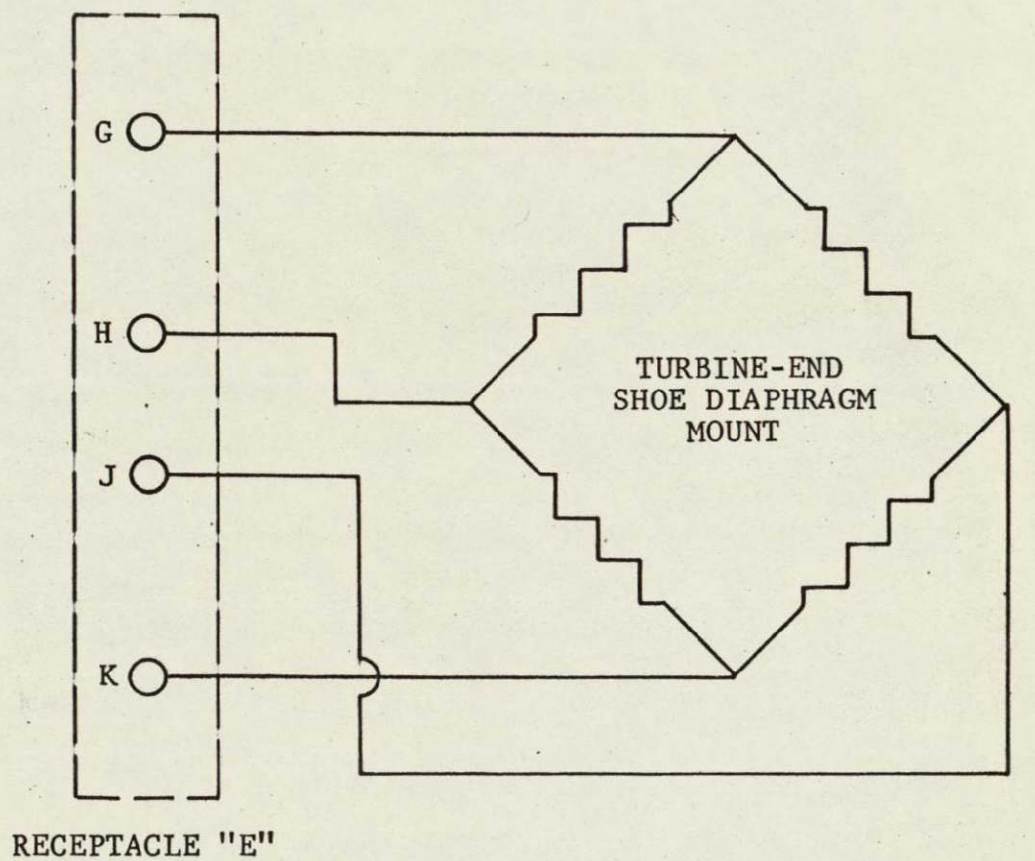 G
H
TURBINE-END
SHOE DIAPHRAGM
MOUNT
J
K
RECEPTACLE "E"